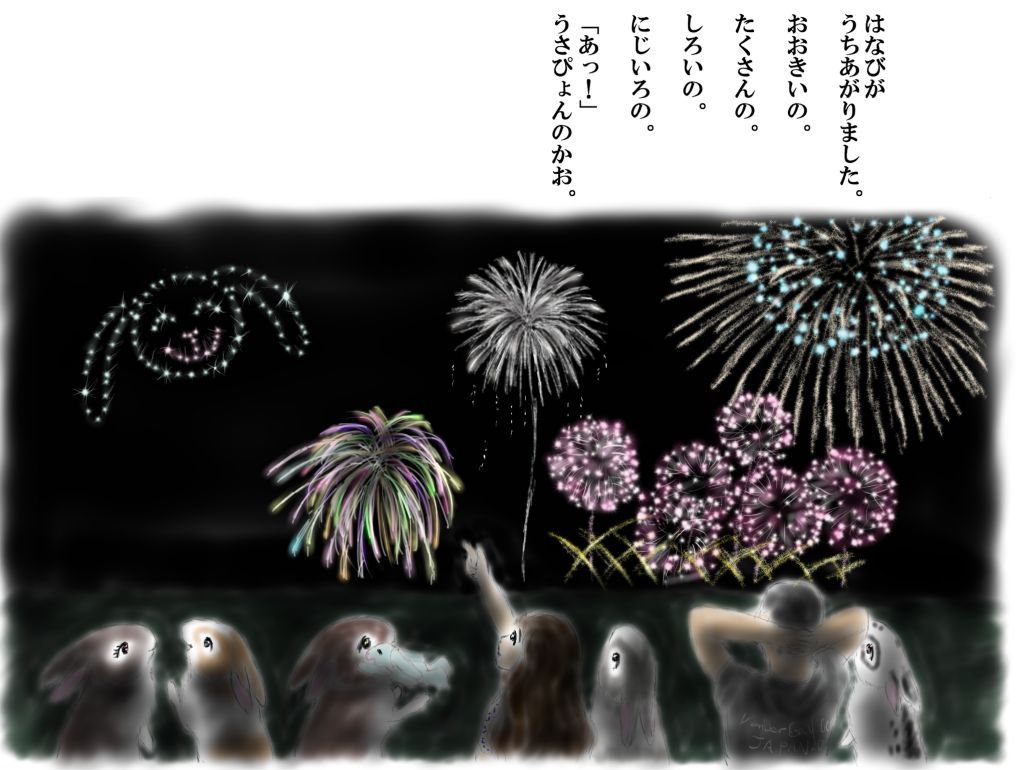 はなびが
うちあがりました。
おおきいの。
たくさんの。
しろいの。
にじいろの。
「あっ！」
うさぴょんのかお。
JAPAN